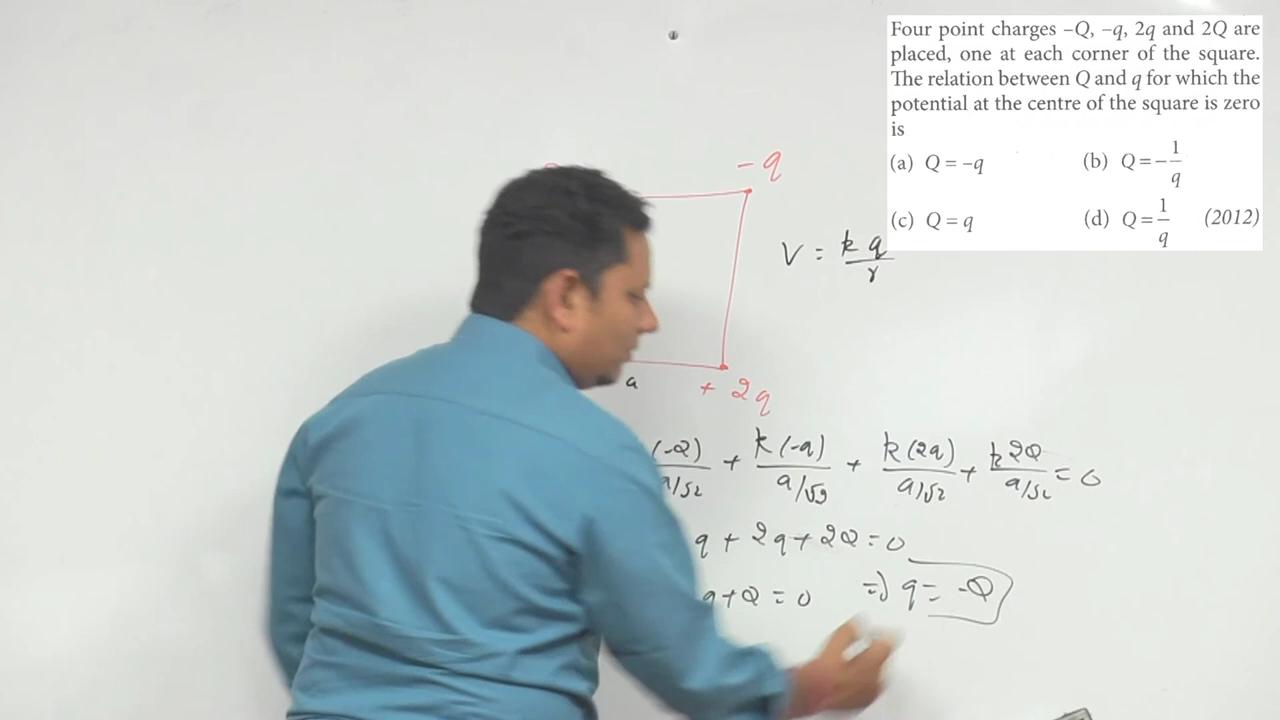 Four point charges –Q, –q, 2q and 2Q are
placed, one at each corner of the square.
The relation between Q and q for which the
potential at the centre of the square is zero
is
(a) Q = –q (b) Q = –1/q
(c) Q = q (d) Q = 1/q (2012)
-q
V = kq/r
a
+ 2q
(-Q)/a/√2 + k(-q)/a/√2 + k(2q)/a/√2 + k2Q/a/√2 = 0
q + 2q + 2Q = 0
q + Q = 0 => q = -Q